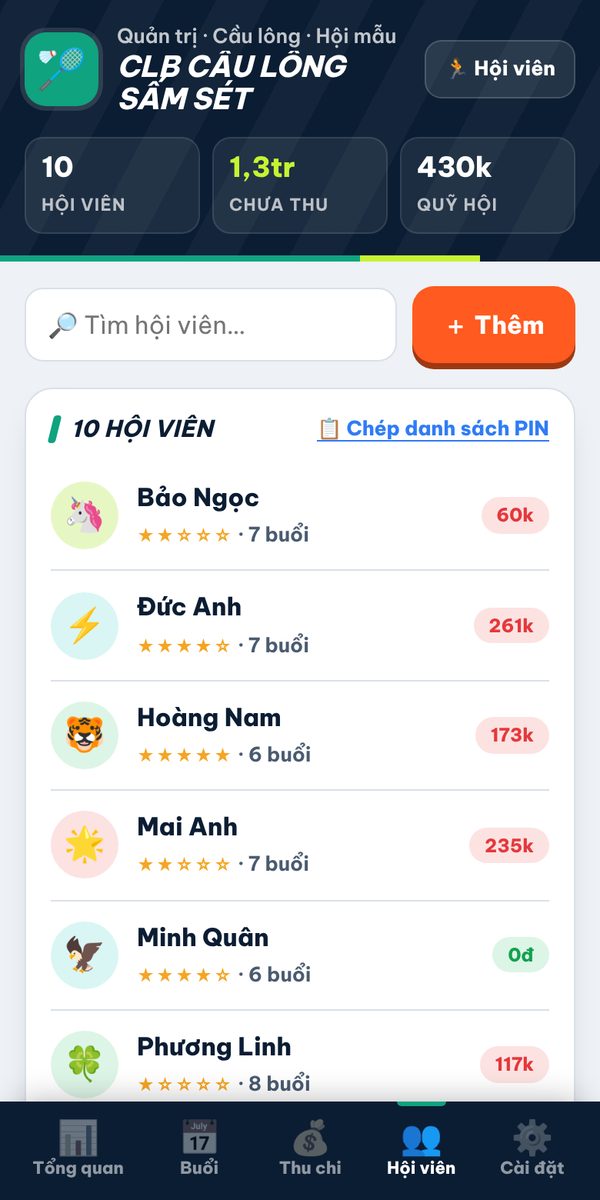 Quản trị · Cầu lông · Hội mẫu
CLB CẦU LÔNG
SẤM SÉT
🏃 Hội viên
10
HỘI VIÊN
1,3tr
CHƯA THU
430k
QUỸ HỘI
🔎 Tìm hội viên...
+ Thêm
10 HỘI VIÊN
📋 Chép danh sách PIN
Bảo Ngọc
★★☆☆☆ · 7 buổi
60k
Đức Anh
★★★★☆ · 7 buổi
261k
Hoàng Nam
★★★★★ · 6 buổi
173k
Mai Anh
★★☆☆☆ · 7 buổi
235k
Minh Quân
★★★★☆ · 6 buổi
0đ
Phương Linh
★☆☆☆☆ · 8 buổi
117k
July
17
Tổng quan
Buổi
Thu chi
Hội viên
Cài đặt